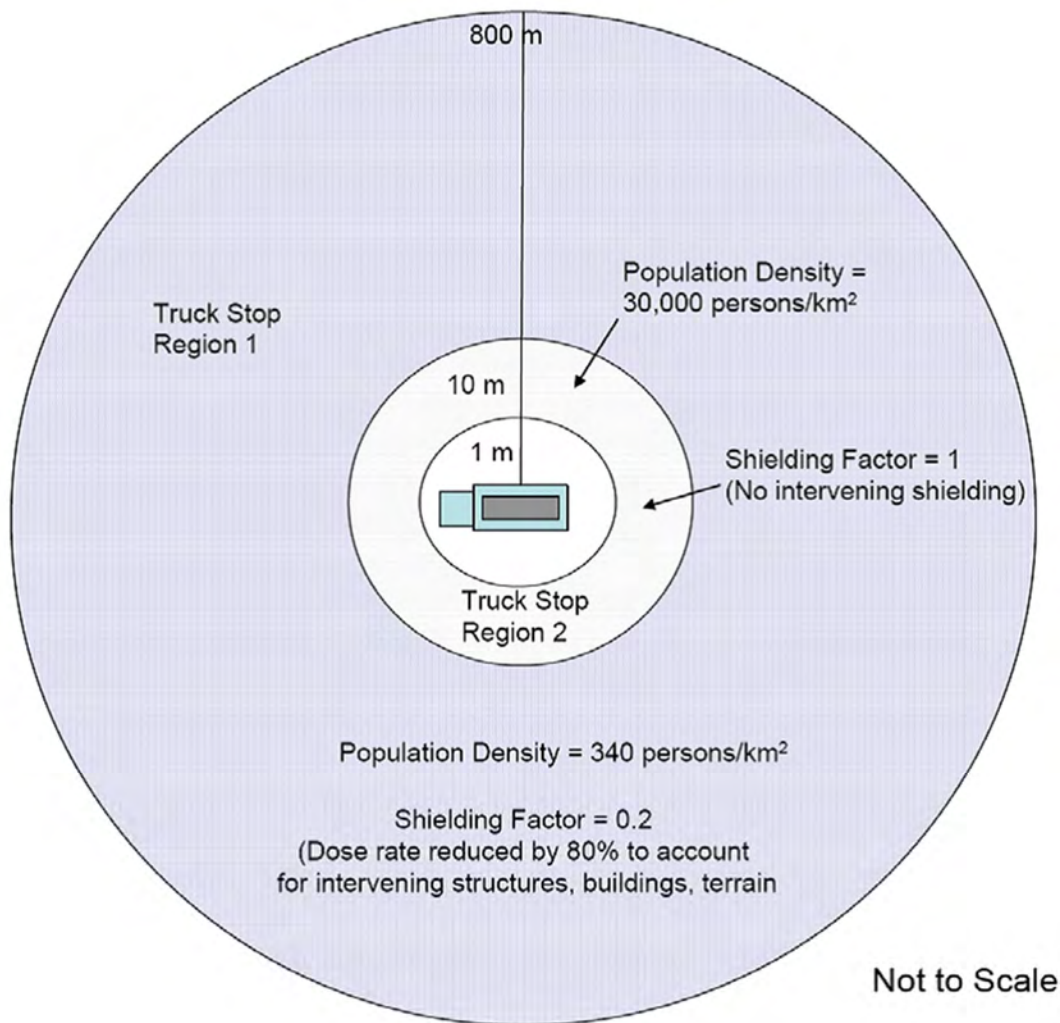 800 m
Population Density =
30,000 persons/km²
Truck Stop
Region 1
10 m
1 m
Shielding Factor = 1
(No intervening shielding)
Truck Stop
Region 2
Population Density = 340 persons/km²
Shielding Factor = 0.2
(Dose rate reduced by 80% to account
for intervening structures, buildings, terrain
Not to Scale